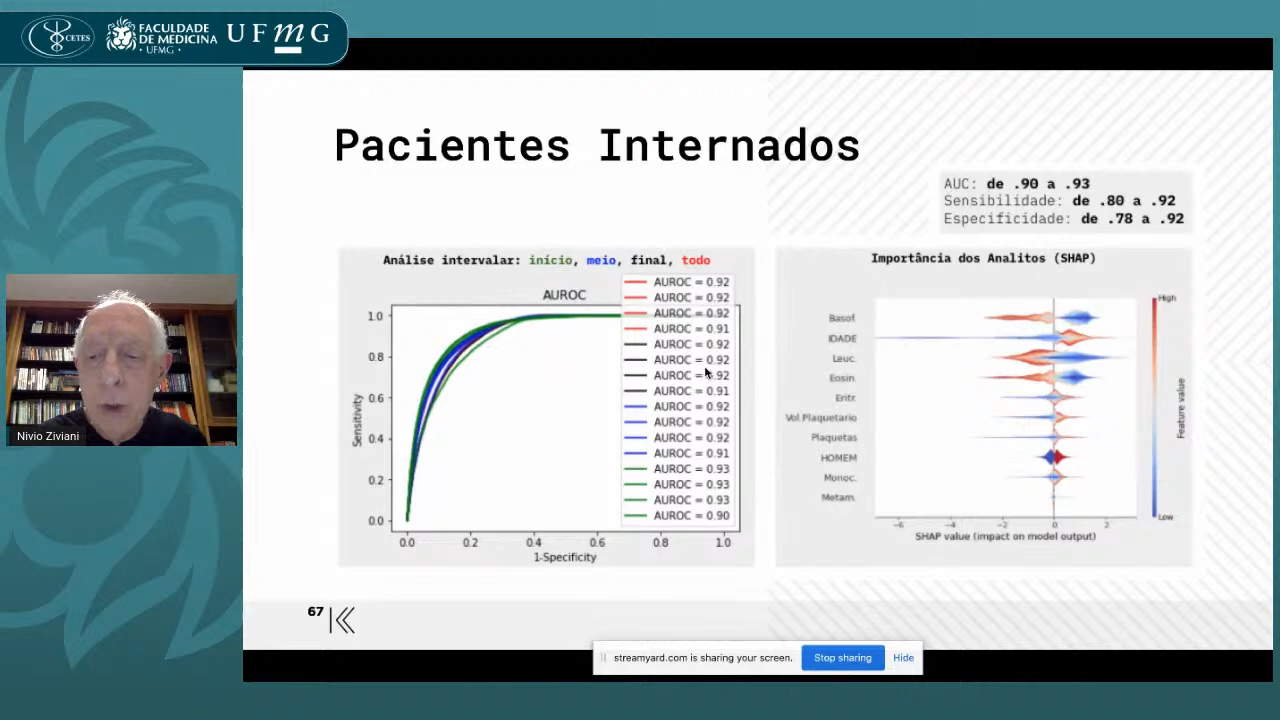 CETES
FACULDADE
DE MEDICINA
• UFMG •
UFmG
Pacientes Internados
AUC: de .90 a .93
Sensibilidade: de .80 a .92
Especificidade: de .78 a .92
Análise intervalar: início, meio, final, todo
AUROC
AUROC = 0.92
AUROC = 0.92
AUROC = 0.92
AUROC = 0.91
AUROC = 0.92
AUROC = 0.92
AUROC = 0.92
AUROC = 0.91
AUROC = 0.92
AUROC = 0.92
AUROC = 0.92
AUROC = 0.91
AUROC = 0.93
AUROC = 0.93
AUROC = 0.93
AUROC = 0.90
1.0
0.8
0.6
0.4
0.2
0.0
Sensitivity
0.0 0.2 0.4 0.6 0.8 1.0
1-Specificity
Importância dos Analitos (SHAP)
High
Basof.
IDADE
Leuc.
Eosin.
Eritr.
Vol.Plaquetario
Plaquetas
HOMEM
Monoc.
Metam.
Low
Feature value
−6 −4 −2 0 2
SHAP value (impact on model output)
Nivio Ziviani
67
streamyard.com is sharing your screen. Stop sharing Hide